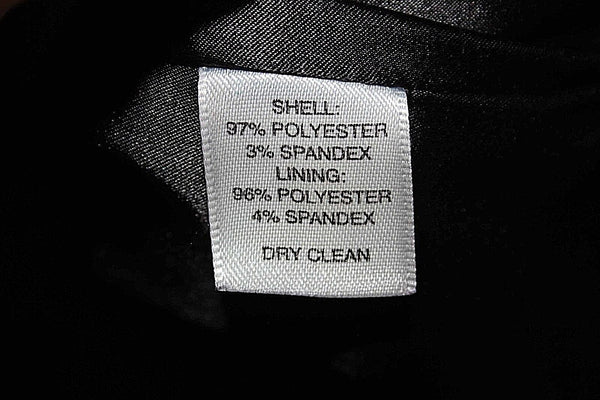 SHELL:
97% POLYESTER
3% SPANDEX
LINING:
96% POLYESTER
4% SPANDEX
DRY CLEAN